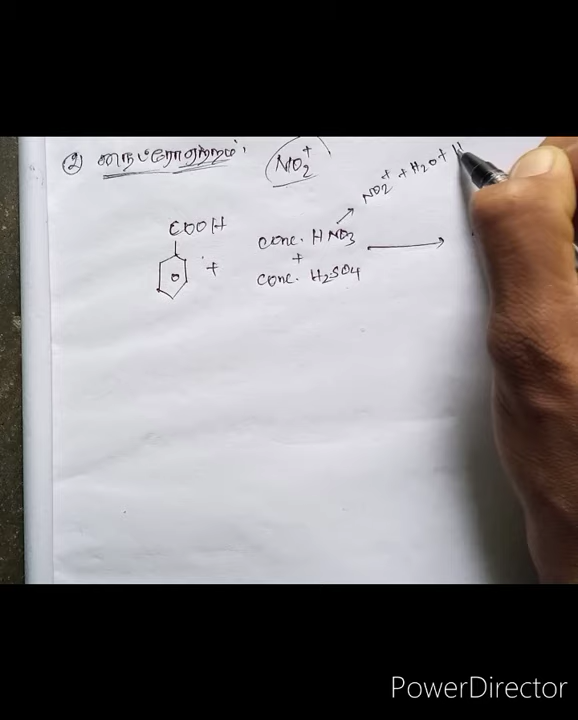 ② நைட்ரோஏற்றம், NO₂⁺
NO₂⁺ + H₂O + H
COOH
+ conc. HNO₃
+
conc. H₂SO₄
PowerDirector